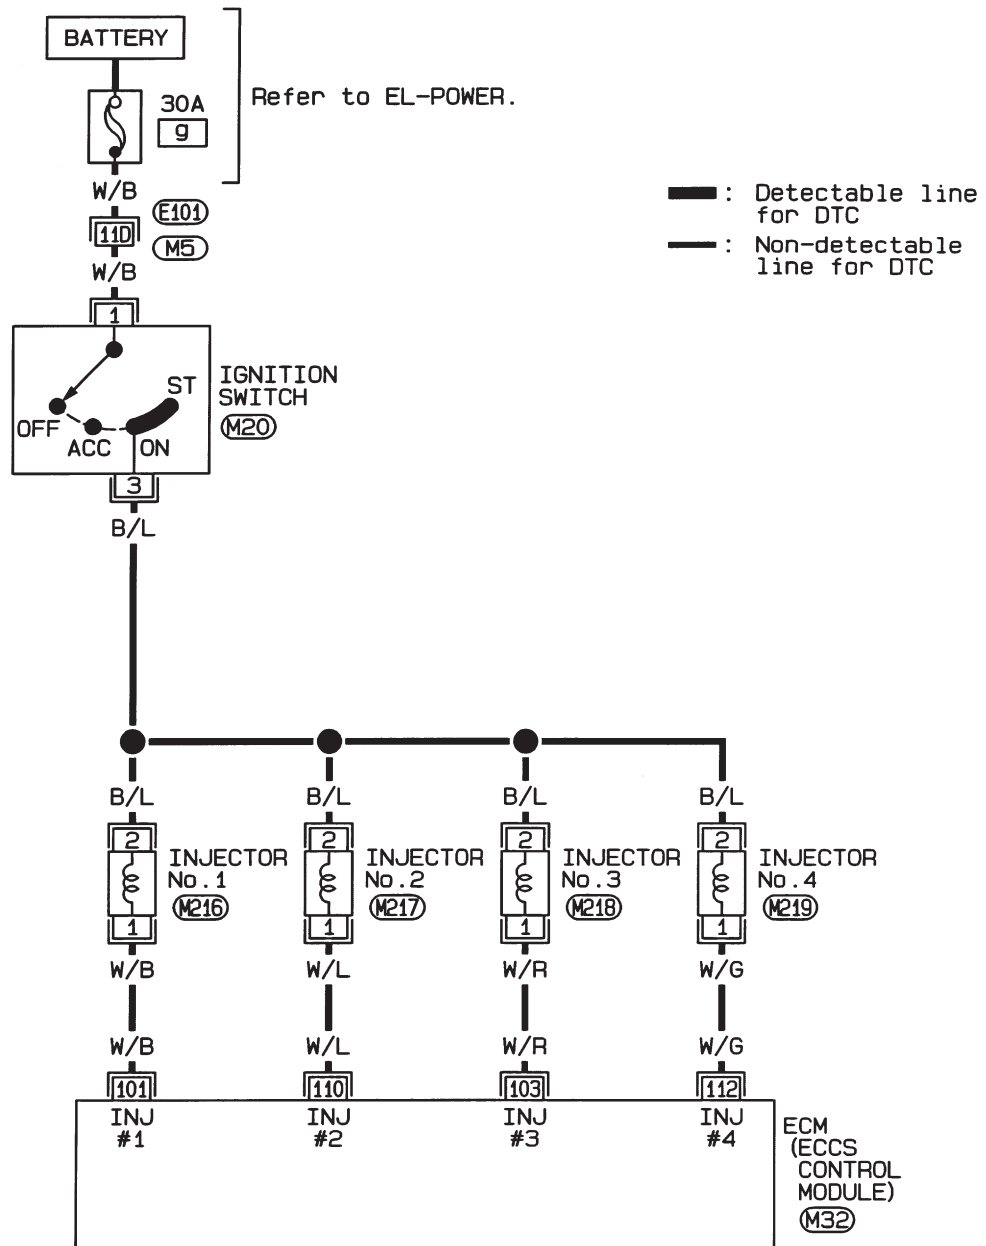 BATTERY
30A
g
Refer to EL-POWER.
W/B
E101
11D
M5
W/B
: Detectable line
for DTC
: Non-detectable
line for DTC
1
IGNITION
SWITCH
M20
ST
OFF
ACC
ON
3
B/L
B/L B/L B/L B/L
2 2 2 2
INJECTOR INJECTOR INJECTOR INJECTOR
No.1 No.2 No.3 No.4
M216 M217 M218 M219
1 1 1 1
W/B W/L W/R W/G
W/B W/L W/R W/G
101 110 103 112
INJ INJ INJ INJ
#1 #2 #3 #4
ECM
(ECCS
CONTROL
MODULE)
M32